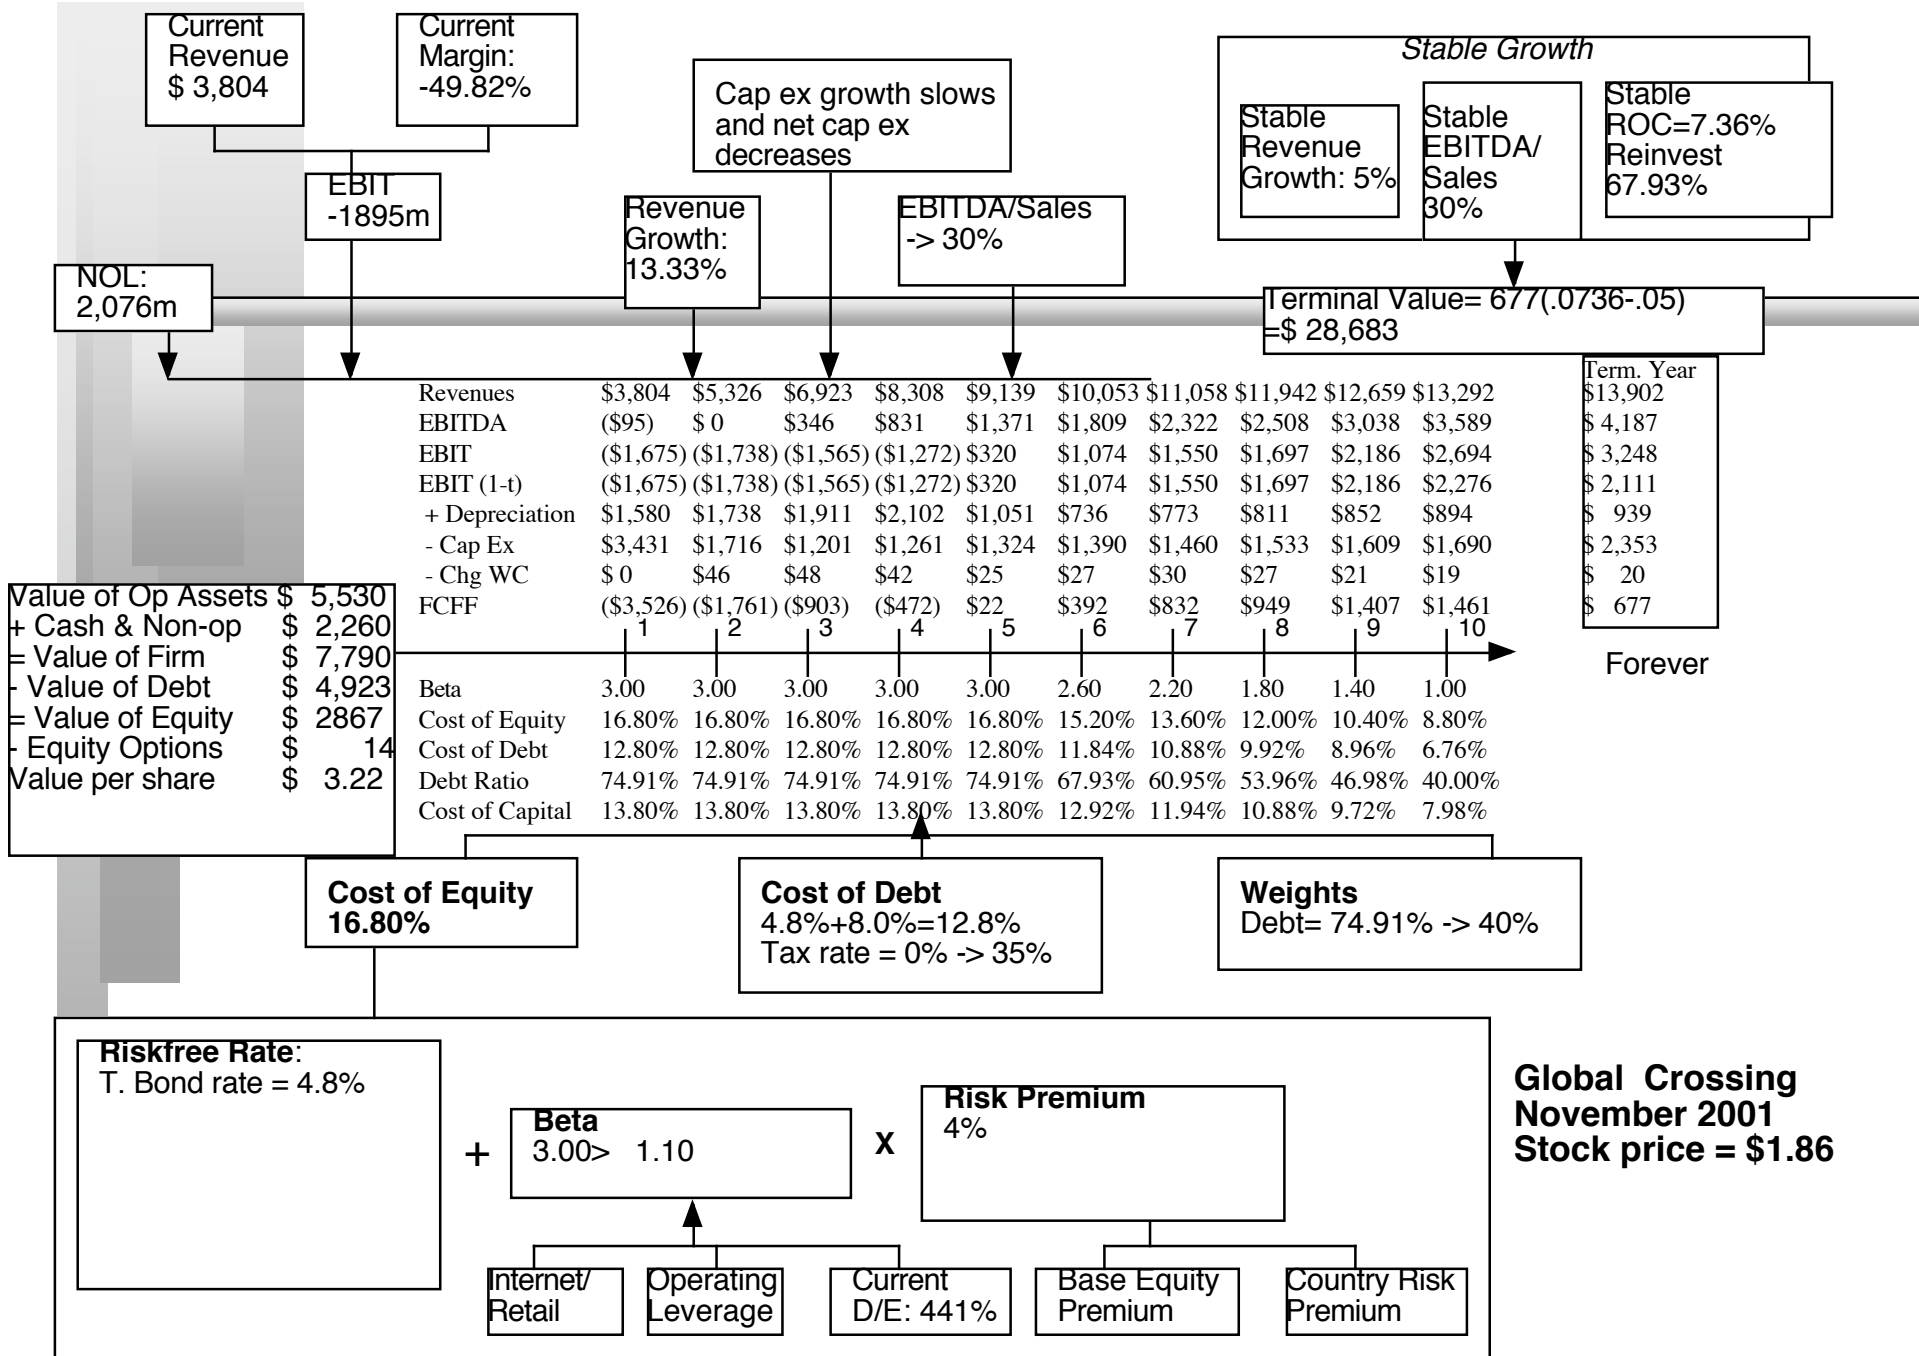 Current
Revenue
$ 3,804
Current
Margin:
-49.82%
Cap ex growth slows
and net cap ex
decreases
Stable Growth
Stable
Revenue
Growth: 5%
Stable
EBITDA/
Sales
30%
Stable
ROC=7.36%
Reinvest
67.93%
EBIT
-1895m
Revenue
Growth:
13.33%
EBITDA/Sales
-> 30%
NOL:
2,076m
Terminal Value= 677(.0736-.05)
=$ 28,683
Term. Year
Revenues $3,804 $5,326 $6,923 $8,308 $9,139 $10,053 $11,058 $11,942 $12,659 $13,292 $13,902
EBITDA ($95) $ 0 $346 $831 $1,371 $1,809 $2,322 $2,508 $3,038 $3,589 $ 4,187
EBIT ($1,675) ($1,738) ($1,565) ($1,272) $320 $1,074 $1,550 $1,697 $2,186 $2,694 $ 3,248
EBIT (1-t) ($1,675) ($1,738) ($1,565) ($1,272) $320 $1,074 $1,550 $1,697 $2,186 $2,276 $ 2,111
+ Depreciation $1,580 $1,738 $1,911 $2,102 $1,051 $736 $773 $811 $852 $894 $ 939
- Cap Ex $3,431 $1,716 $1,201 $1,261 $1,324 $1,390 $1,460 $1,533 $1,609 $1,690 $ 2,353
- Chg WC $ 0 $46 $48 $42 $25 $27 $30 $27 $21 $19 $ 20
FCFF ($3,526) ($1,761) ($903) ($472) $22 $392 $832 $949 $1,407 $1,461 $ 677
1 2 3 4 5 6 7 8 9 10
Forever
Value of Op Assets $ 5,530
+ Cash & Non-op $ 2,260
= Value of Firm $ 7,790
- Value of Debt $ 4,923
= Value of Equity $ 2867
- Equity Options $ 14
Value per share $ 3.22
Beta 3.00 3.00 3.00 3.00 3.00 2.60 2.20 1.80 1.40 1.00
Cost of Equity 16.80% 16.80% 16.80% 16.80% 16.80% 15.20% 13.60% 12.00% 10.40% 8.80%
Cost of Debt 12.80% 12.80% 12.80% 12.80% 12.80% 11.84% 10.88% 9.92% 8.96% 6.76%
Debt Ratio 74.91% 74.91% 74.91% 74.91% 74.91% 67.93% 60.95% 53.96% 46.98% 40.00%
Cost of Capital 13.80% 13.80% 13.80% 13.80% 13.80% 12.92% 11.94% 10.88% 9.72% 7.98%
Cost of Equity
16.80%
Cost of Debt
4.8%+8.0%=12.8%
Tax rate = 0% -> 35%
Weights
Debt= 74.91% -> 40%
Riskfree Rate:
T. Bond rate = 4.8%
+
Beta
3.00> 1.10
X
Risk Premium
4%
Global Crossing
November 2001
Stock price = $1.86
Internet/
Retail
Operating
Leverage
Current
D/E: 441%
Base Equity
Premium
Country Risk
Premium